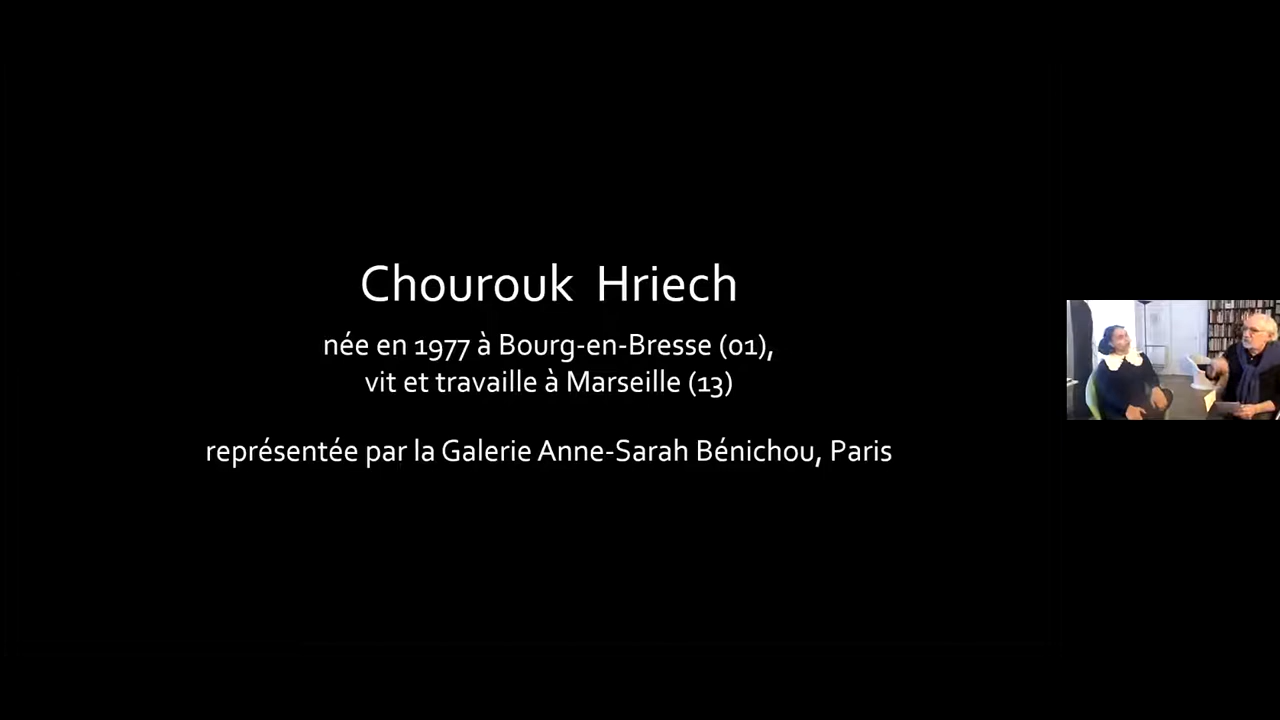 Chourouk Hriech
née en 1977 à Bourg-en-Bresse (01),
vit et travaille à Marseille (13)
représentée par la Galerie Anne-Sarah Bénichou, Paris